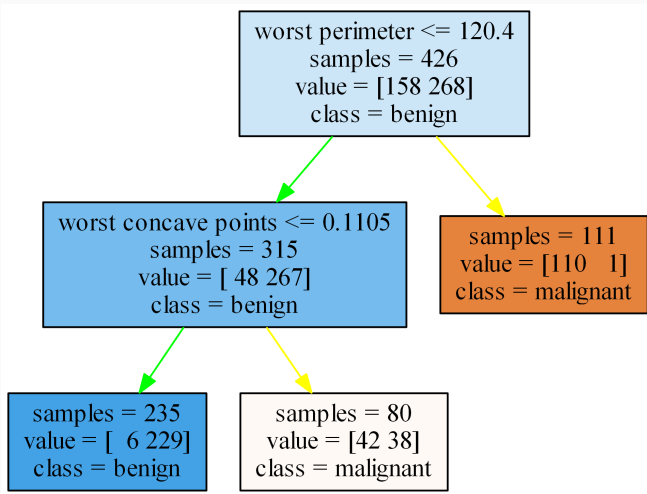 worst perimeter <= 120.4
samples = 426
value = [158 268]
class = benign
worst concave points <= 0.1105
samples = 315
value = [ 48 267]
class = benign
samples = 111
value = [110   1]
class = malignant
samples = 235
value = [  6 229]
class = benign
samples = 80
value = [42 38]
class = malignant